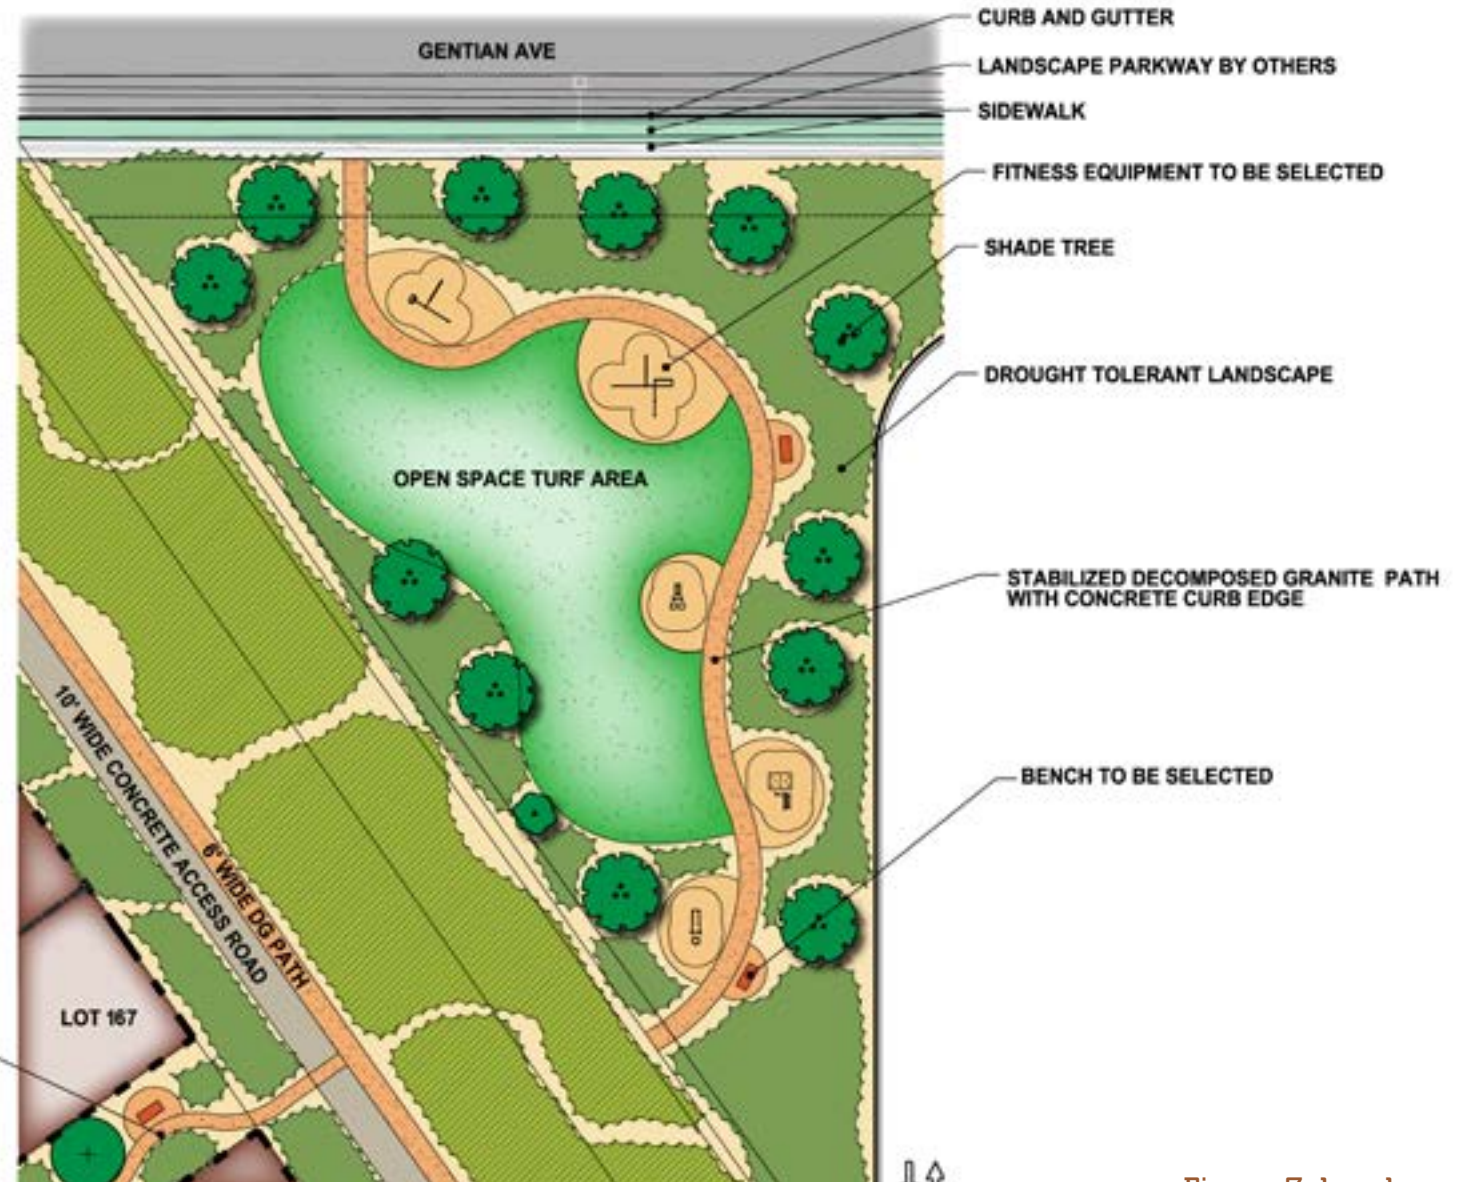 GENTIAN AVE
CURB AND GUTTER
LANDSCAPE PARKWAY BY OTHERS
SIDEWALK
FITNESS EQUIPMENT TO BE SELECTED
SHADE TREE
DROUGHT TOLERANT LANDSCAPE
OPEN SPACE TURF AREA
STABILIZED DECOMPOSED GRANITE PATH
WITH CONCRETE CURB EDGE
BENCH TO BE SELECTED
10' WIDE CONCRETE ACCESS ROAD
6' WIDE DG PATH
LOT 167